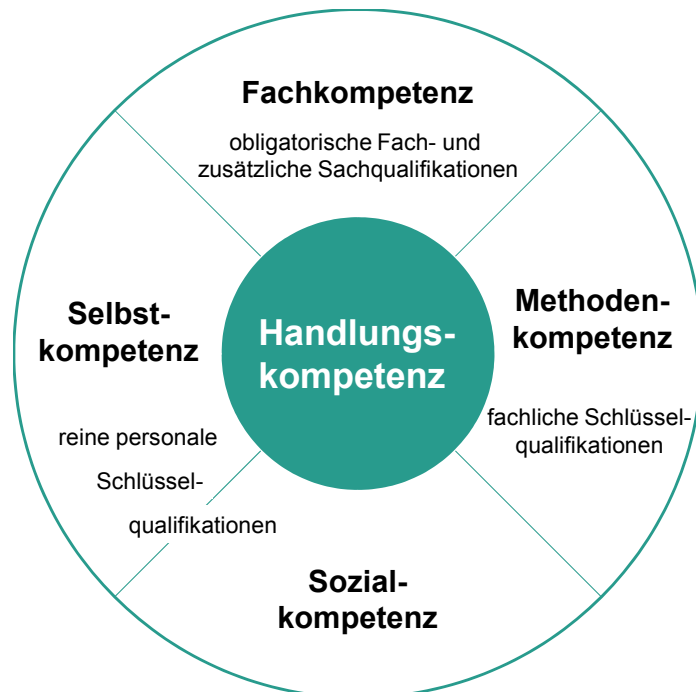 Fachkompetenz
obligatorische Fach- und
zusätzliche Sachqualifikationen
Selbst-
kompetenz
reine personale
Schlüssel-
qualifikationen
Handlungs-
kompetenz
Methoden-
kompetenz
fachliche Schlüssel-
qualifikationen
Sozial-
kompetenz